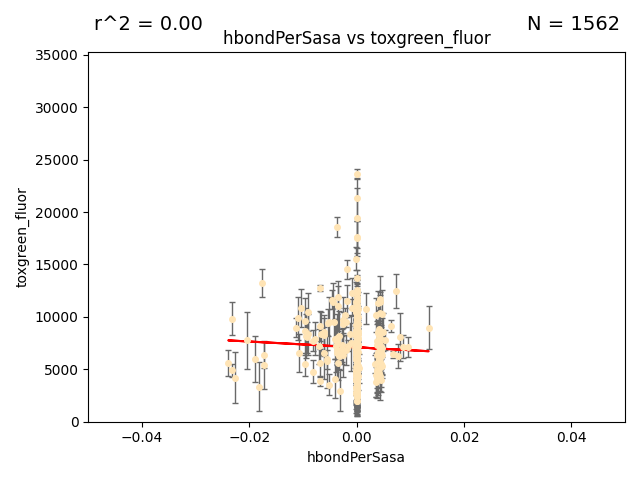 r^2 = 0.00
N = 1562
hbondPerSasa vs toxgreen_fluor
35000
30000
25000
20000
15000
10000
5000
0
toxgreen_fluor
−0.04
−0.02
0.00
0.02
0.04
hbondPerSasa